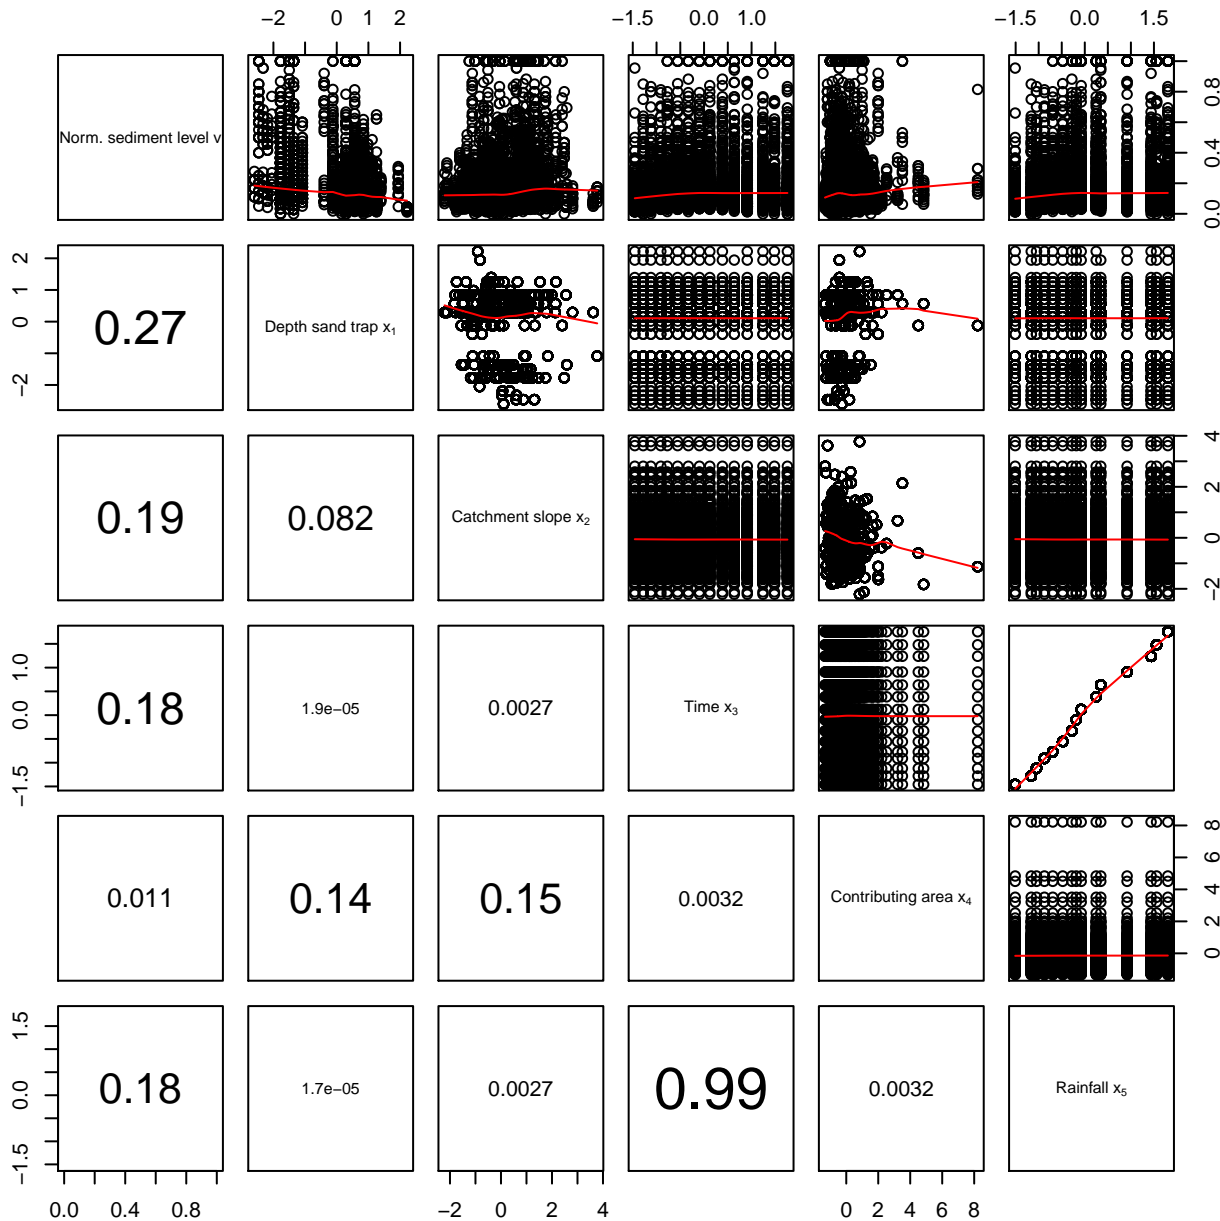 −2 0 1 2 −1.5 0.0 1.0 −1.5 0.0 1.5
Norm. sediment level v
0.0 0.4 0.8
−2 0 1 2
0.27 Depth sand trap x₁
0.19 0.082 Catchment slope x₂
−2 0 2 4
−1.5 0.0 1.0
0.18 1.9e−05 0.0027 Time x₃
0.011 0.14 0.15 0.0032 Contributing area x₄
0 2 4 6 8
−1.5 0.0 1.5
0.18 1.7e−05 0.0027 0.99 0.0032 Rainfall x₅
0.0 0.4 0.8 −2 0 2 4 0 2 4 6 8